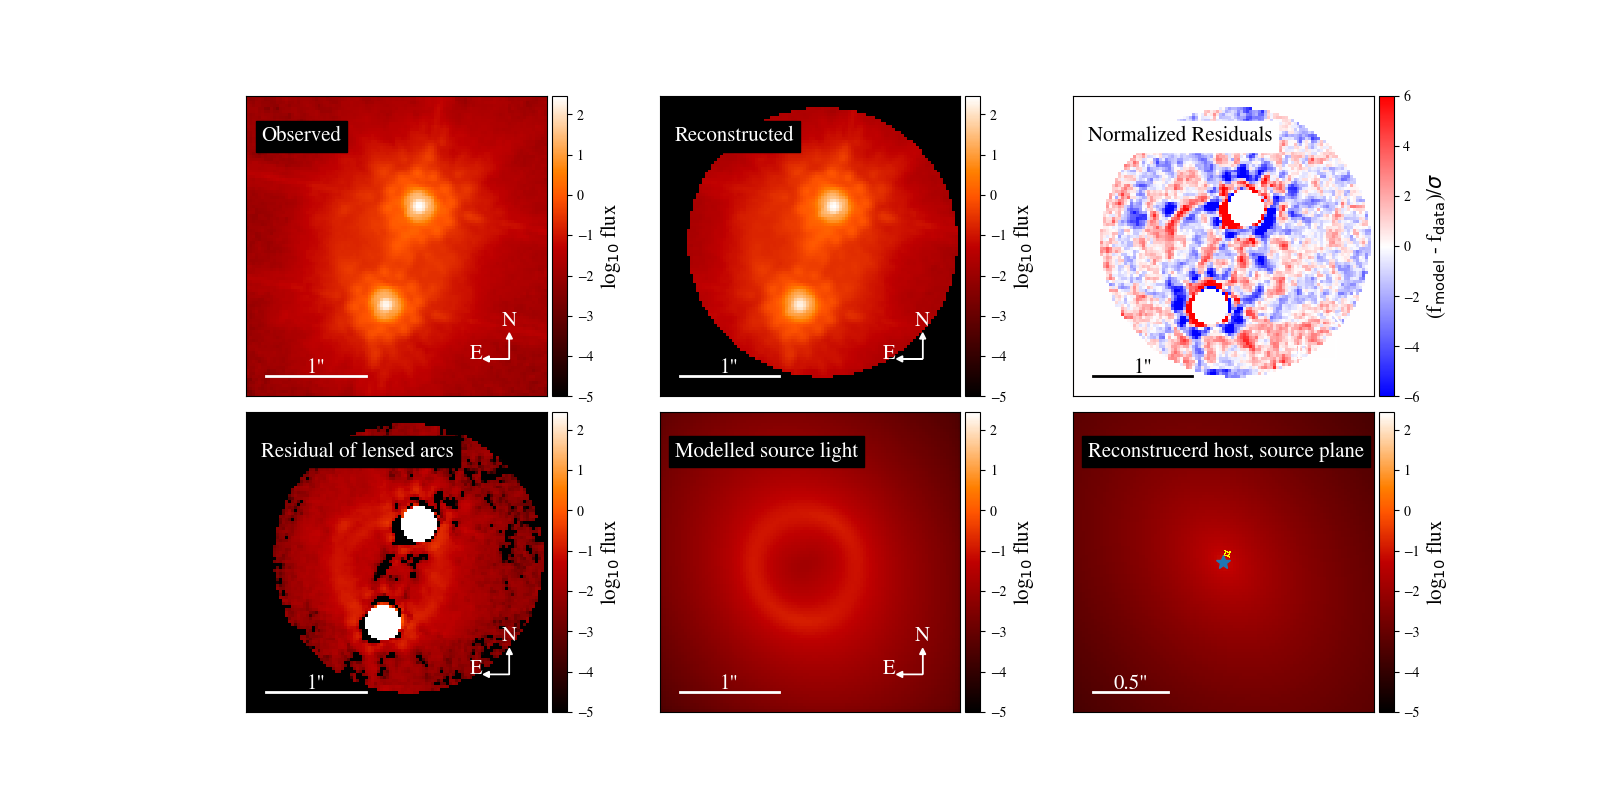 Observed
N
E
1"
2
1
0
−1
−2
−3
−4
−5
log10 flux
Reconstructed
N
E
1"
2
1
0
−1
−2
−3
−4
−5
log10 flux
Normalized Residuals
1"
6
4
2
0
−2
−4
−6
(fmodel - fdata)/σ
Residual of lensed arcs
N
E
1"
2
1
0
−1
−2
−3
−4
−5
log10 flux
Modelled source light
N
E
1"
2
1
0
−1
−2
−3
−4
−5
log10 flux
Reconstrucerd host, source plane
0.5"
2
1
0
−1
−2
−3
−4
−5
log10 flux